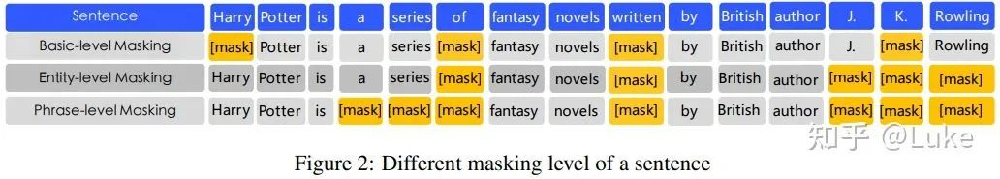 Sentence Harry Potter is a series of fantasy novels written by British author J. K. Rowling
Basic-level Masking [mask] Potter is a series [mask] fantasy novels [mask] by British author J. [mask] Rowling
Entity-level Masking Harry Potter is a series [mask] fantasy novels [mask] by British author [mask] [mask] [mask]
Phrase-level Masking Harry Potter is [mask] [mask] [mask] fantasy novels [mask] by British author [mask] [mask] [mask]
知乎 @Luke
Figure 2: Different masking level of a sentence